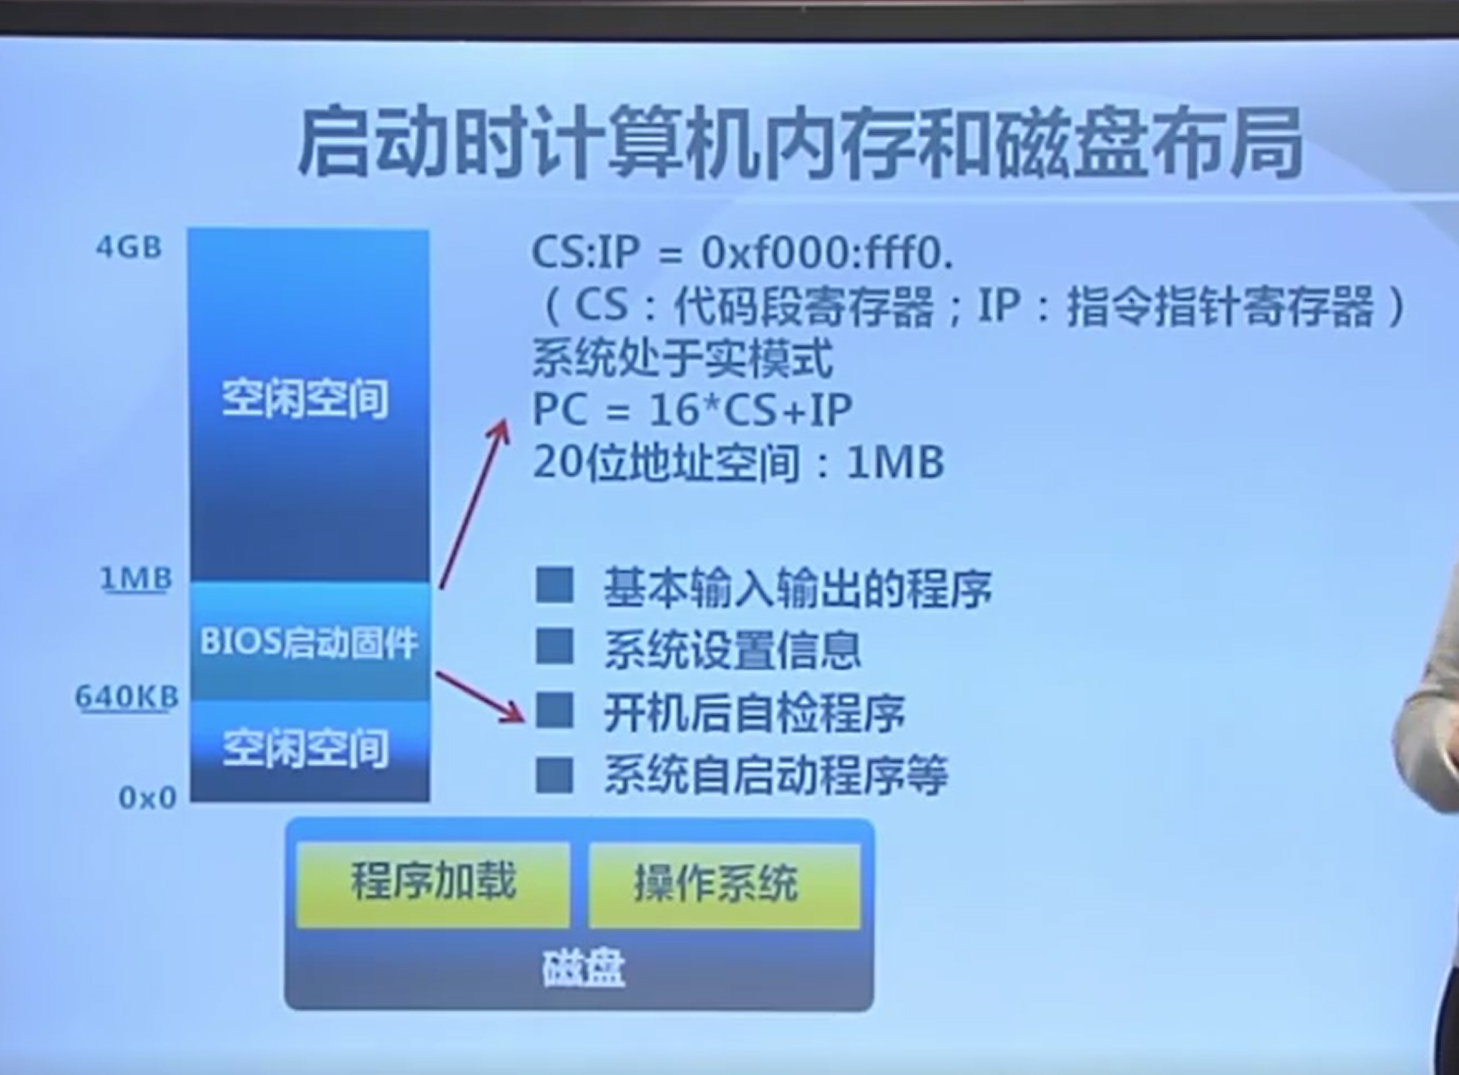 启动时计算机内存和磁盘布局
4GB
空闲空间
1MB
BIOS启动固件
640KB
空闲空间
0x0
CS:IP = 0xf000:fff0.
（CS：代码段寄存器；IP：指令指针寄存器）
系统处于实模式
PC = 16*CS+IP
20位地址空间：1MB
基本输入输出的程序
系统设置信息
开机后自检程序
系统自启动程序等
程序加载
操作系统
磁盘